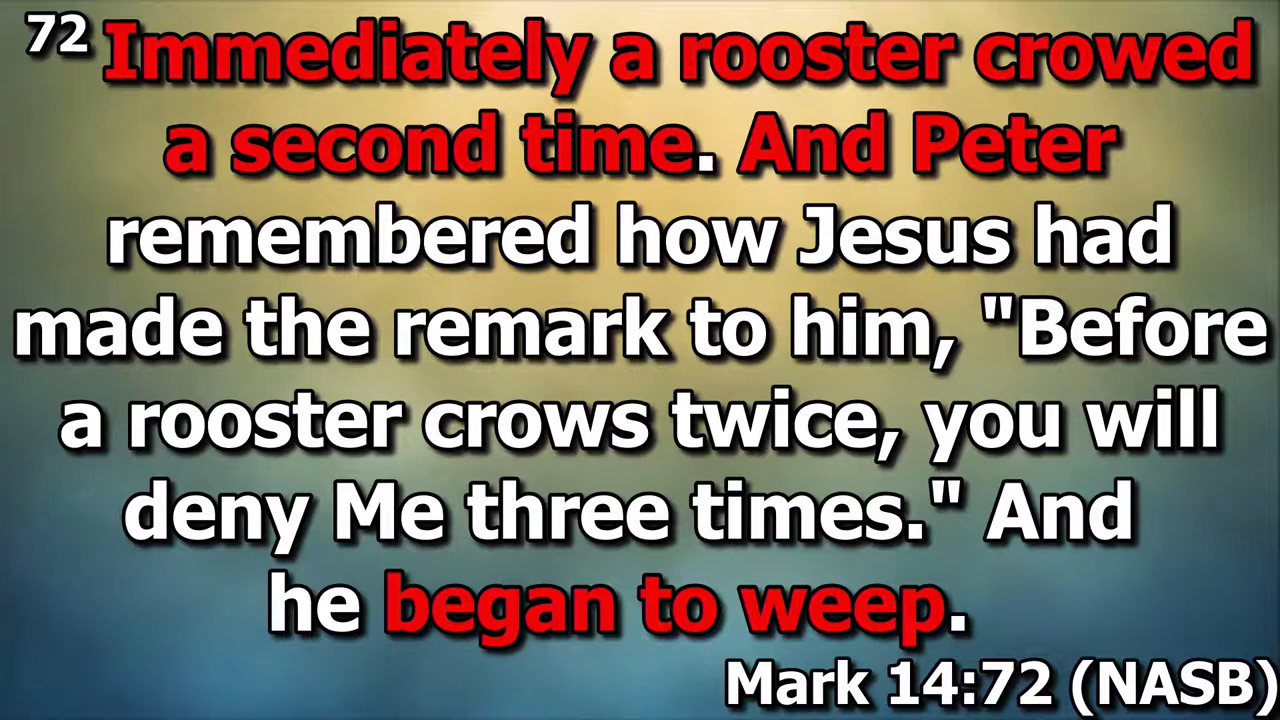 72 Immediately a rooster crowed
a second time. And Peter
remembered how Jesus had
made the remark to him, "Before
a rooster crows twice, you will
deny Me three times." And
he began to weep.
Mark 14:72 (NASB)